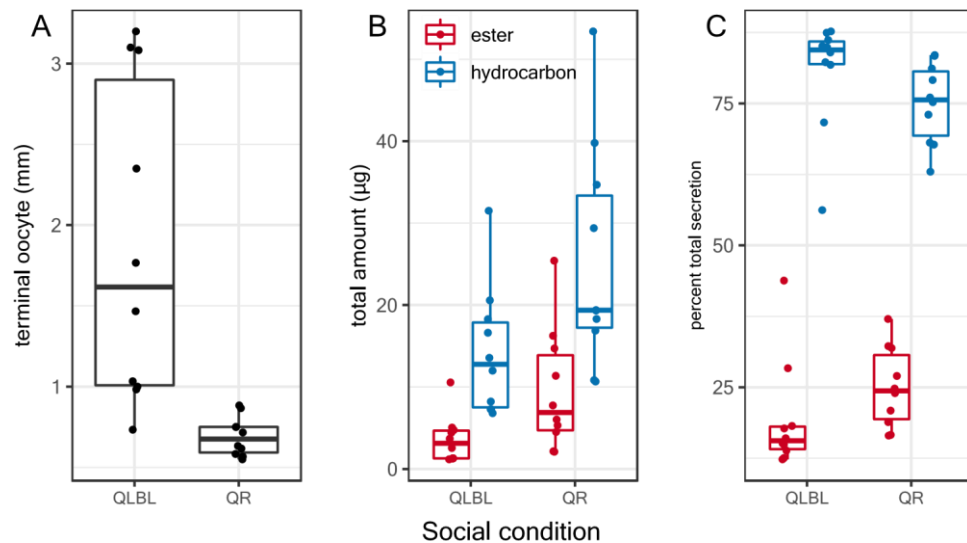 A
B
C
ester
hydrocarbon
terminal oocyte (mm)
3
2
1
QLBL
QR
total amount (µg)
40
20
0
QLBL
QR
percent total secretion
75
50
25
QLBL
QR
Social condition